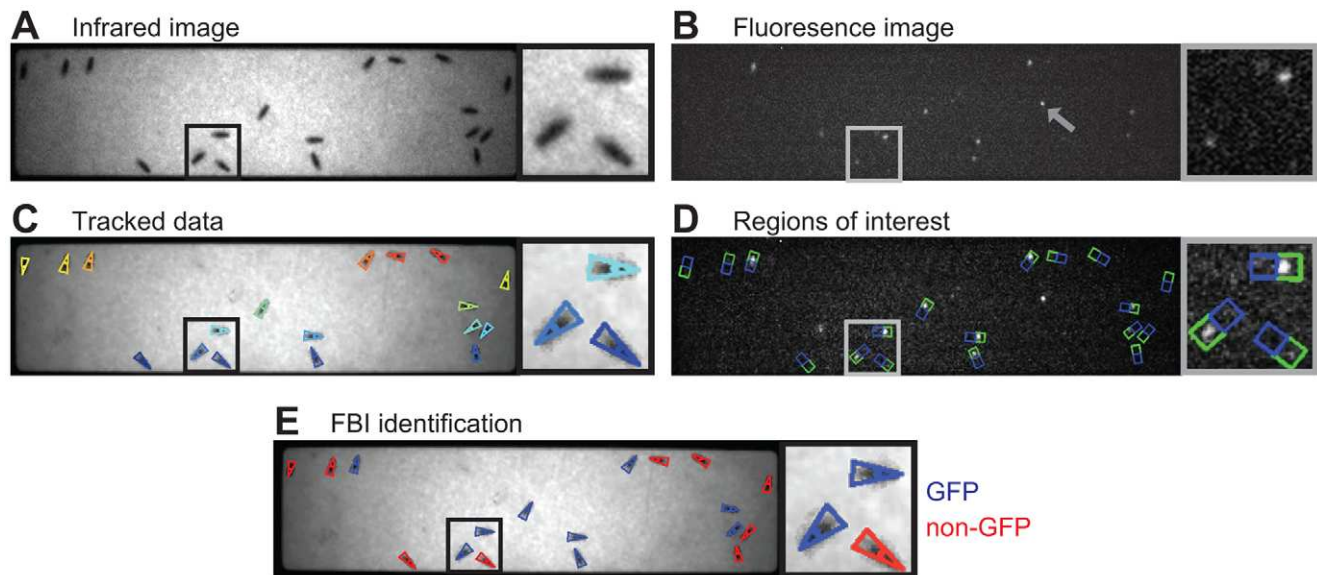 A Infrared image
B Fluoresence image
C Tracked data
D Regions of interest
E FBI identification
GFP
non-GFP